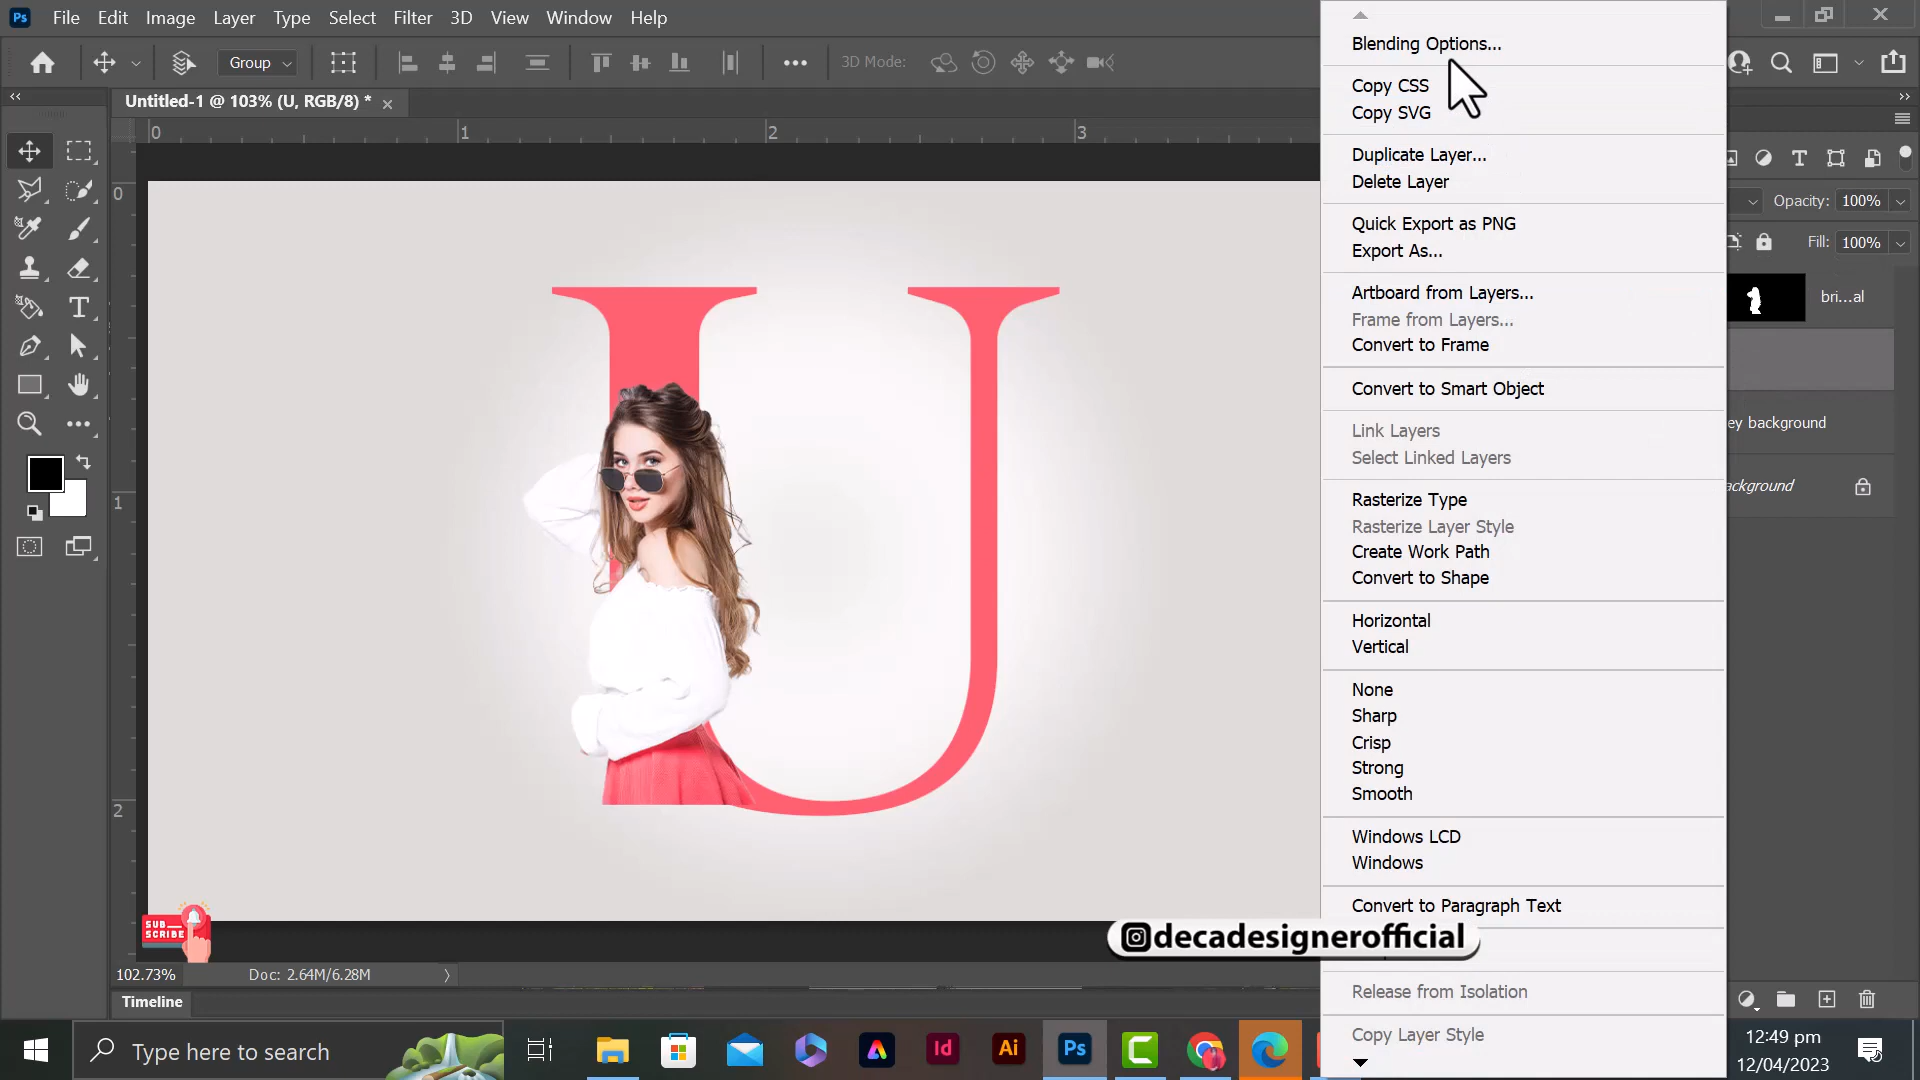 Ps File Edit Image Layer Type Select Filter 3D View Window Help
Group 3D Mode:
Untitled-1 @ 103% (U, RGB/8) *
0 1 2 3
0
1
2
U
Blending Options...
Copy CSS
Copy SVG
Duplicate Layer...
Delete Layer
Quick Export as PNG
Export As...
Artboard from Layers...
Frame from Layers...
Convert to Frame
Convert to Smart Object
Link Layers
Select Linked Layers
Rasterize Type
Rasterize Layer Style
Create Work Path
Convert to Shape
Horizontal
Vertical
None
Sharp
Crisp
Strong
Smooth
Windows LCD
Windows
Convert to Paragraph Text
Release from Isolation
Copy Layer Style
Opacity: 100%
Fill: 100%
bri...al
ey background
ackground
SUB
SCRIBE
decadesignerofficial
102.73% Doc: 2.64M/6.28M
Timeline
Type here to search
Id Ai Ps
12:49 pm
12/04/2023